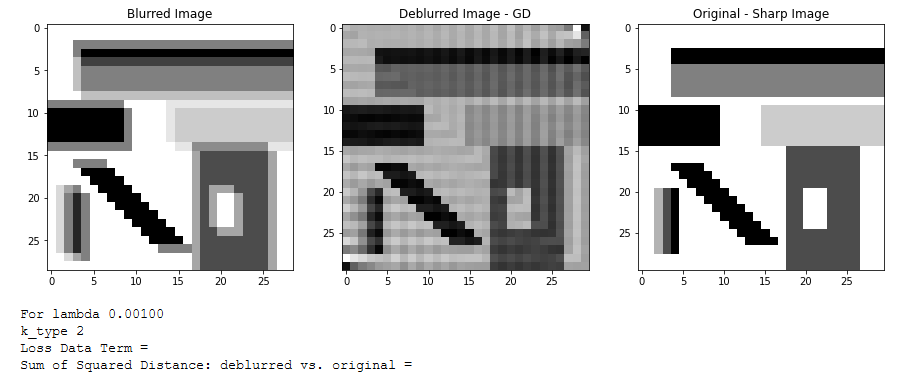 Blurred Image
Deblurred Image - GD
Original - Sharp Image
0
5
10
15
20
25
0 5 10 15 20 25
0
5
10
15
20
25
0 5 10 15 20 25
0
5
10
15
20
25
0 5 10 15 20 25
For lambda 0.00100
k_type 2
Loss Data Term =
Sum of Squared Distance: deblurred vs. original =